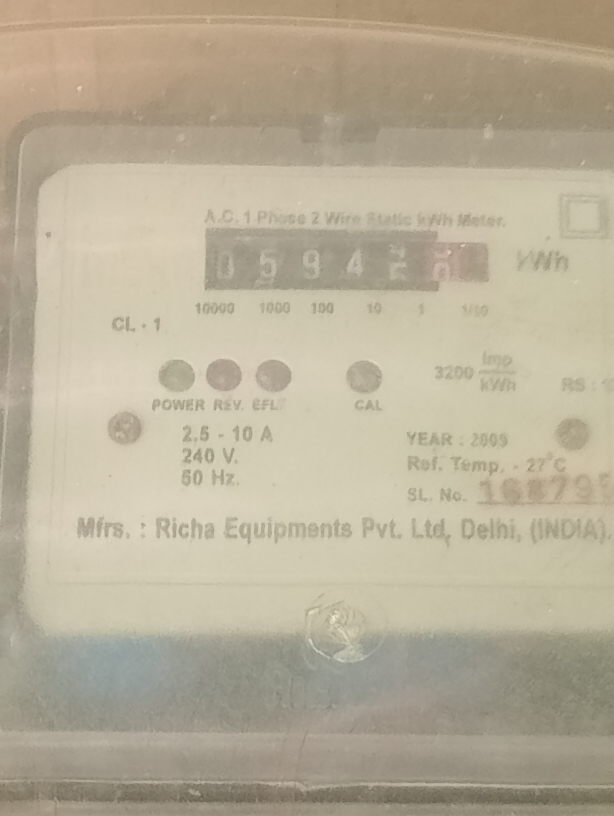 A.C. 1 Phase 2 Wire Static kWh Meter.
0 5 9 4
kWh
10000 1000 100 10 1 1/10
CL - 1
3200 Imp/kWh
RS :
POWER REV. EFL CAL
2.5 - 10 A
YEAR : 2009
240 V.
Ref. Temp. - 27°C
50 Hz.
SL. No.
Mfrs. : Richa Equipments Pvt. Ltd, Delhi, (INDIA).